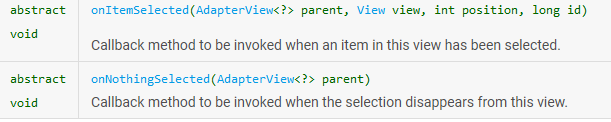 abstract onItemSelected(AdapterView<?> parent, View view, int position, long id)
void
Callback method to be invoked when an item in this view has been selected.
abstract onNothingSelected(AdapterView<?> parent)
void Callback method to be invoked when the selection disappears from this view.